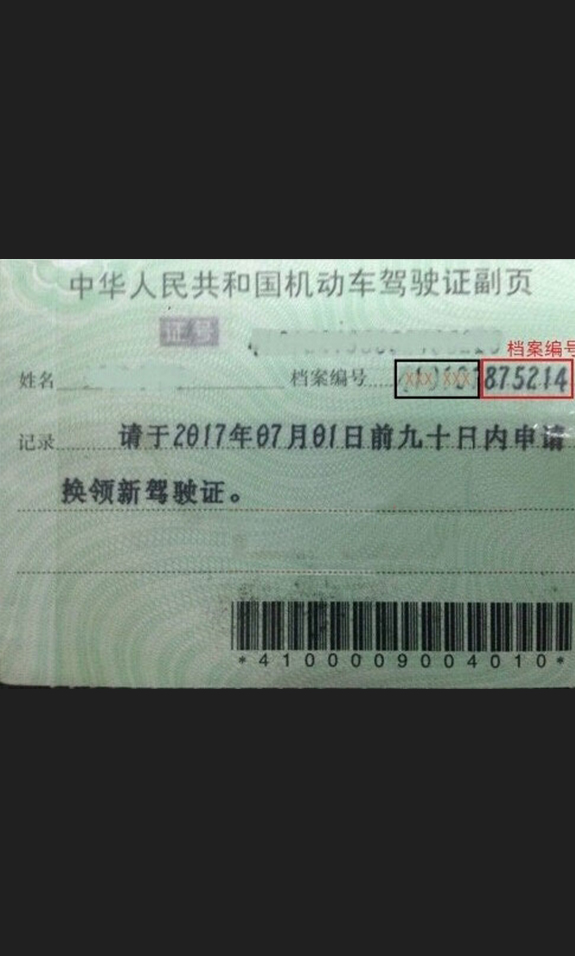 中华人民共和国机动车驾驶证副页
证号
档案编号
姓名 档案编号 XXX XXX 875214
记录 请于2017年07月01日前九十日内申请
换领新驾驶证。
*4100009004010*